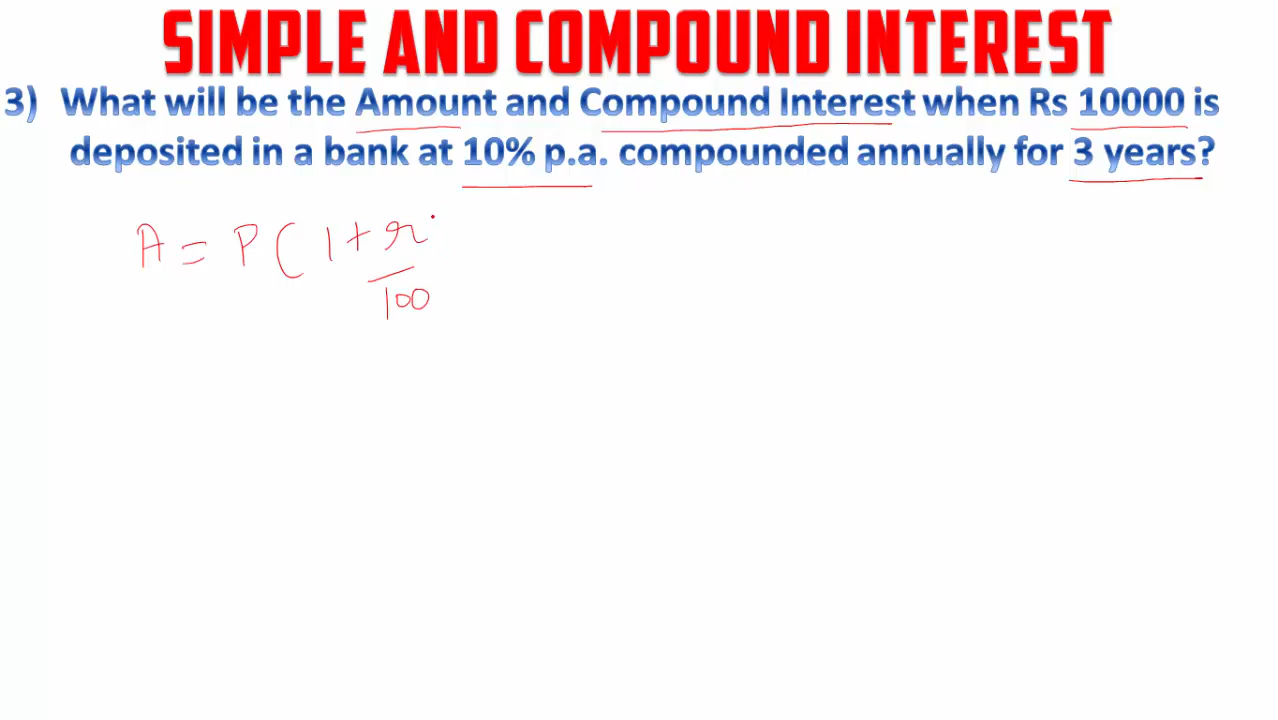 SIMPLE AND COMPOUND INTEREST
3) What will be the Amount and Compound Interest when Rs 10000 is
deposited in a bank at 10% p.a. compounded annually for 3 years?
A = P ( 1 + r
100